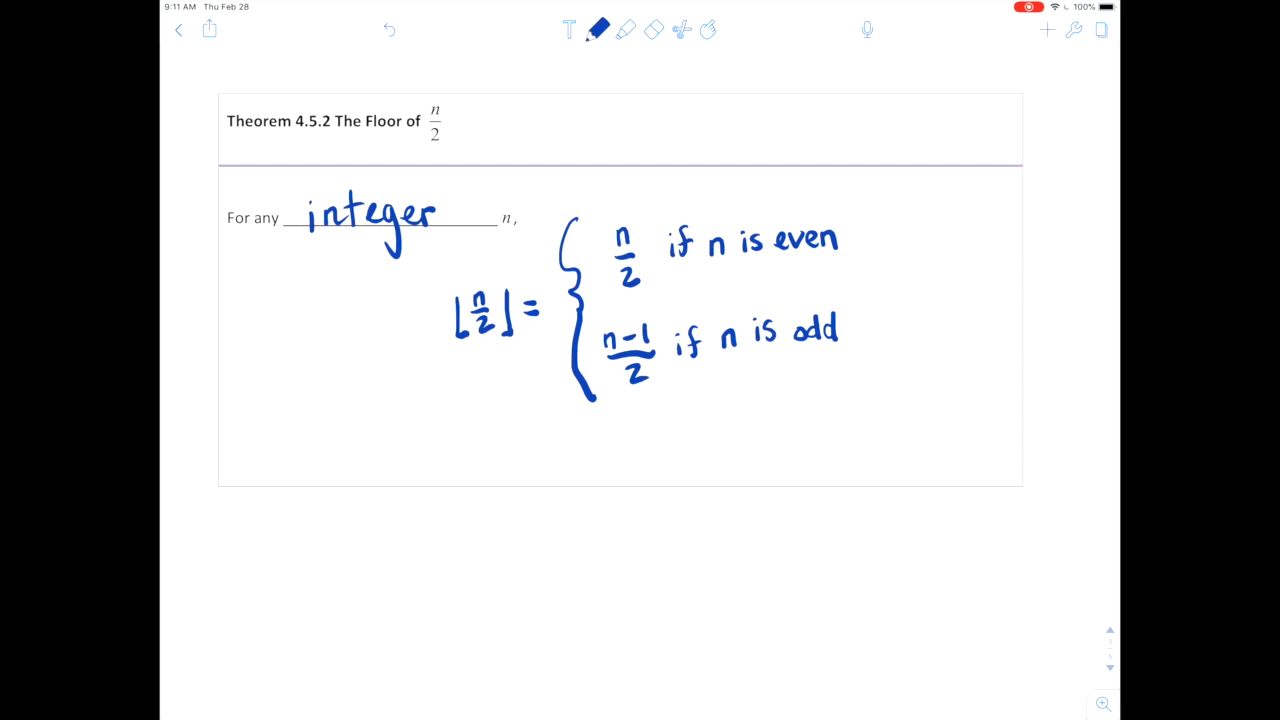 9:11 AM Thu Feb 28
100%
T
Theorem 4.5.2 The Floor of n/2
For any integer n,
⌊n/2⌋ = { n/2 if n is even
(n-1)/2 if n is odd